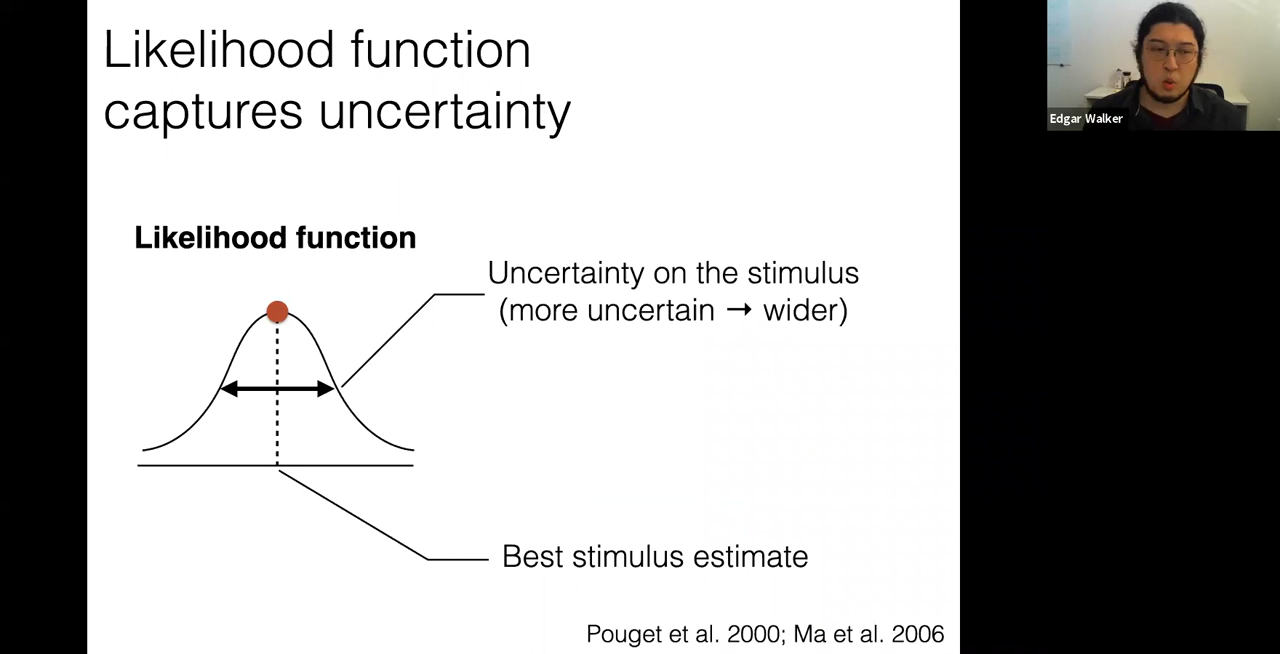 Likelihood function
captures uncertainty
Edgar Walker
Likelihood function
Uncertainty on the stimulus
(more uncertain → wider)
Best stimulus estimate
Pouget et al. 2000; Ma et al. 2006